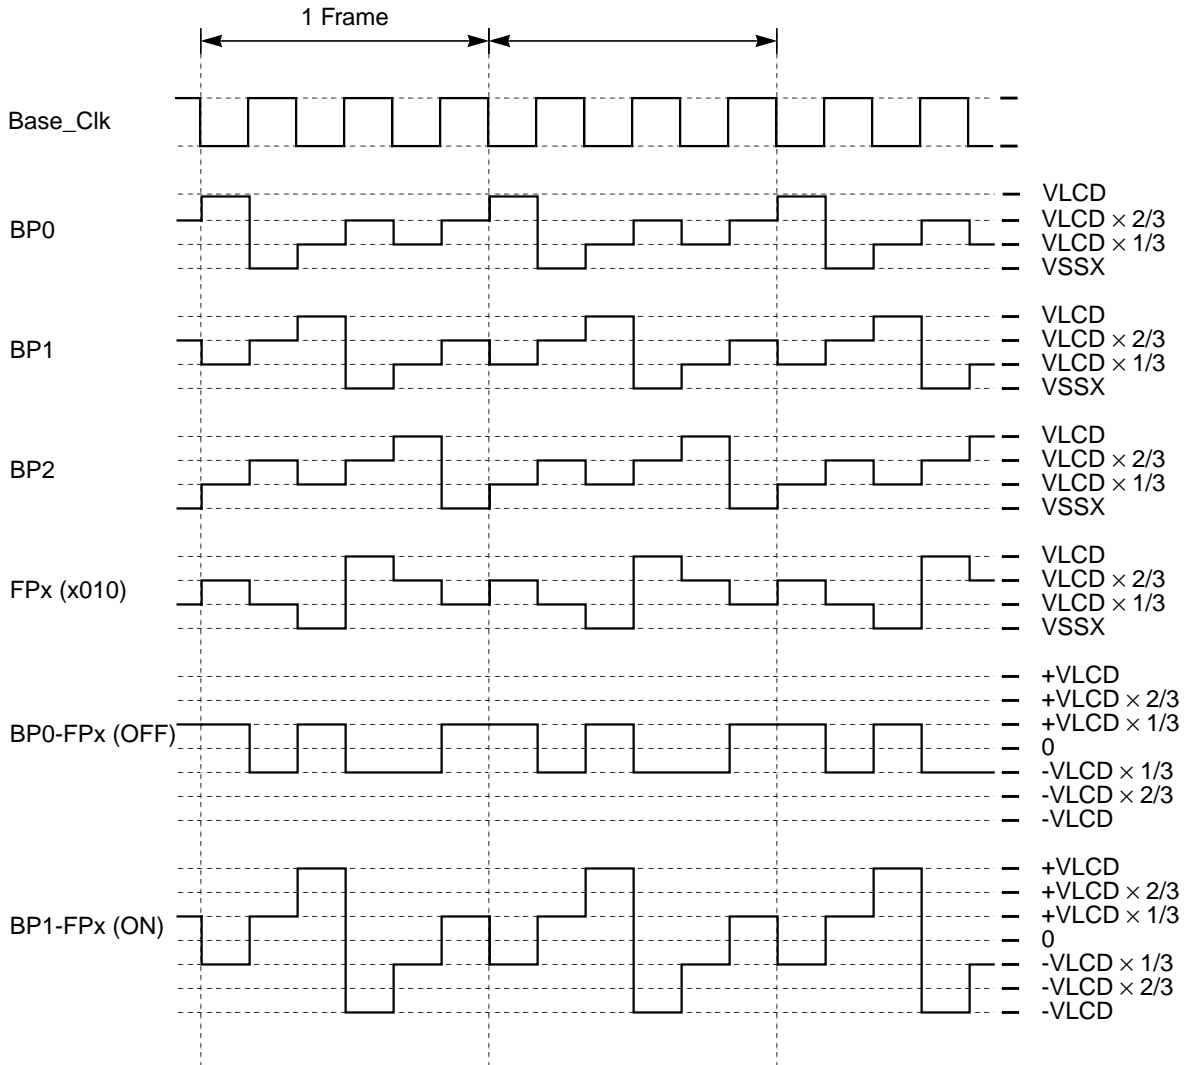 1 Frame
Base_Clk
BP0
VLCD
VLCD × 2/3
VLCD × 1/3
VSSX
BP1
VLCD
VLCD × 2/3
VLCD × 1/3
VSSX
BP2
VLCD
VLCD × 2/3
VLCD × 1/3
VSSX
FPx (x010)
VLCD
VLCD × 2/3
VLCD × 1/3
VSSX
BP0-FPx (OFF)
+VLCD
+VLCD × 2/3
+VLCD × 1/3
0
-VLCD × 1/3
-VLCD × 2/3
-VLCD
BP1-FPx (ON)
+VLCD
+VLCD × 2/3
+VLCD × 1/3
0
-VLCD × 1/3
-VLCD × 2/3
-VLCD